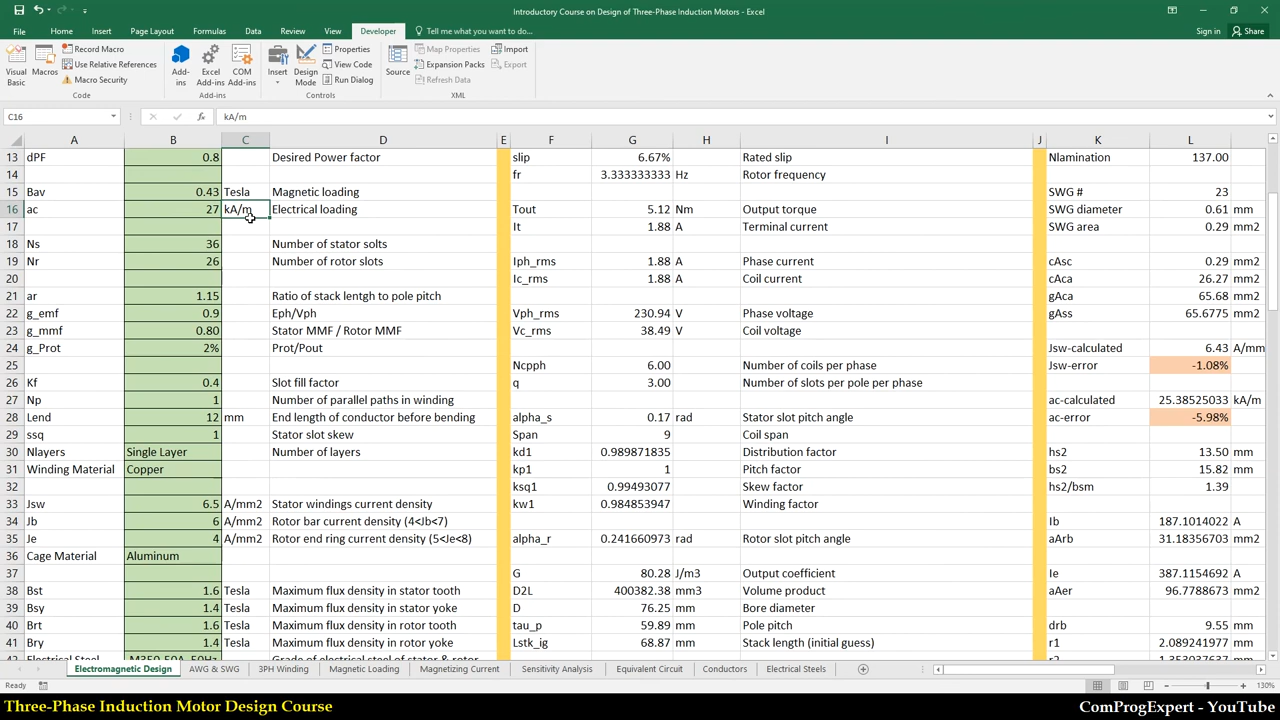 Introductory Course on Design of Three-Phase Induction Motors - Excel
Sign in Share
File Home Insert Page Layout Formulas Data Review View Developer Tell me what you want to do...
Visual Basic Macros Record Macro Use Relative References Macro Security Code
Add-ins Excel Add-ins COM Add-ins Add-ins
Insert Design Mode Properties View Code Run Dialog Controls
Source Map Properties Expansion Packs Refresh Data Import Export XML
C16 fx kA/m
A B C D E F G H I J K L
13 dPF 0.8 Desired Power factor slip 6.67% Rated slip Nlamination 137.00
14 fr 3.333333333 Hz Rotor frequency
15 Bav 0.43 Tesla Magnetic loading SWG # 23
16 ac 27 kA/m Electrical loading Tout 5.12 Nm Output torque SWG diameter 0.61 mm
17 It 1.88 A Terminal current SWG area 0.29 mm2
18 Ns 36 Number of stator solts
19 Nr 26 Number of rotor slots Iph_rms 1.88 A Phase current cAsc 0.29 mm2
20 Ic_rms 1.88 A Coil current cAca 26.27 mm2
21 ar 1.15 Ratio of stack lentgh to pole pitch gAca 65.68 mm2
22 g_emf 0.9 Eph/Vph Vph_rms 230.94 V Phase voltage gAss 65.6775 mm2
23 g_mmf 0.80 Stator MMF / Rotor MMF Vc_rms 38.49 V Coil voltage
24 g_Prot 2% Prot/Pout Jsw-calculated 6.43 A/mm
25 Ncpph 6.00 Number of coils per phase Jsw-error -1.08%
26 Kf 0.4 Slot fill factor q 3.00 Number of slots per pole per phase
27 Np 1 Number of parallel paths in winding ac-calculated 25.38525033 kA/m
28 Lend 12 mm End length of conductor before bending alpha_s 0.17 rad Stator slot pitch angle ac-error -5.98%
29 ssq 1 Stator slot skew Span 9 Coil span
30 Nlayers Single Layer Number of layers kd1 0.989871835 Distribution factor hs2 13.50 mm
31 Winding Material Copper kp1 1 Pitch factor bs2 15.82 mm
32 ksq1 0.99493077 Skew factor hs2/bsm 1.39
33 Jsw 6.5 A/mm2 Stator windings current density kw1 0.984853947 Winding factor
34 Jb 6 A/mm2 Rotor bar current density (4<Jb<7) Ib 187.1014022 A
35 Je 4 A/mm2 Rotor end ring current density (5<Je<8) alpha_r 0.241660973 rad Rotor slot pitch angle aArb 31.18356703 mm2
36 Cage Material Aluminum
37 G 80.28 J/m3 Output coefficient Ie 387.1154692 A
38 Bst 1.6 Tesla Maximum flux density in stator tooth D2L 400382.38 mm3 Volume product aAer 96.7788673 mm2
39 Bsy 1.4 Tesla Maximum flux density in stator yoke D 76.25 mm Bore diameter
40 Brt 1.6 Tesla Maximum flux density in rotor tooth tau_p 59.89 mm Pole pitch drb 9.55 mm
41 Bry 1.4 Tesla Maximum flux density in rotor yoke Lstk_ig 68.87 mm Stack length (initial guess) r1 2.089241977 mm
Electromagnetic Design AWG & SWG 3PH Winding Magnetic Loading Magnetizing Current Sensitivity Analysis Equivalent Circuit Conductors Electrical Steel
Ready 130%
Three-Phase Induction Motor Design Course ComProgExpert - YouTube